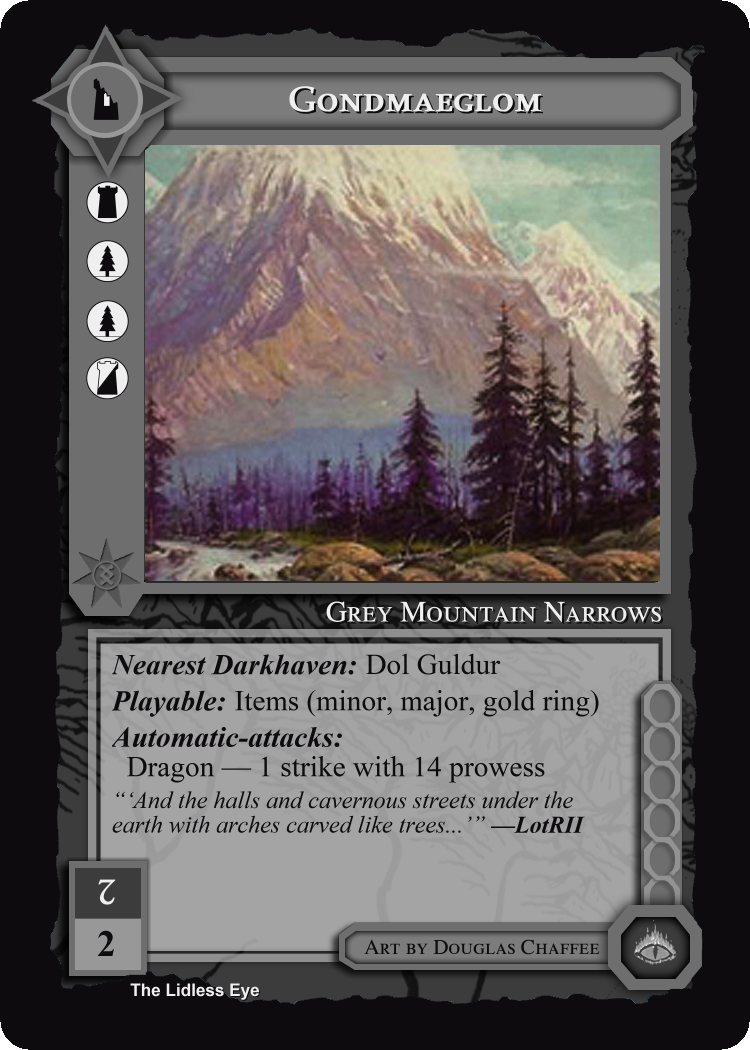 Gondmaeglom
Grey Mountain Narrows
Nearest Darkhaven: Dol Guldur
Playable: Items (minor, major, gold ring)
Automatic-attacks:
Dragon — 1 strike with 14 prowess
“‘And the halls and cavernous streets under the
earth with arches carved like trees...’” —LotRII
2
2
Art by Douglas Chaffee
The Lidless Eye